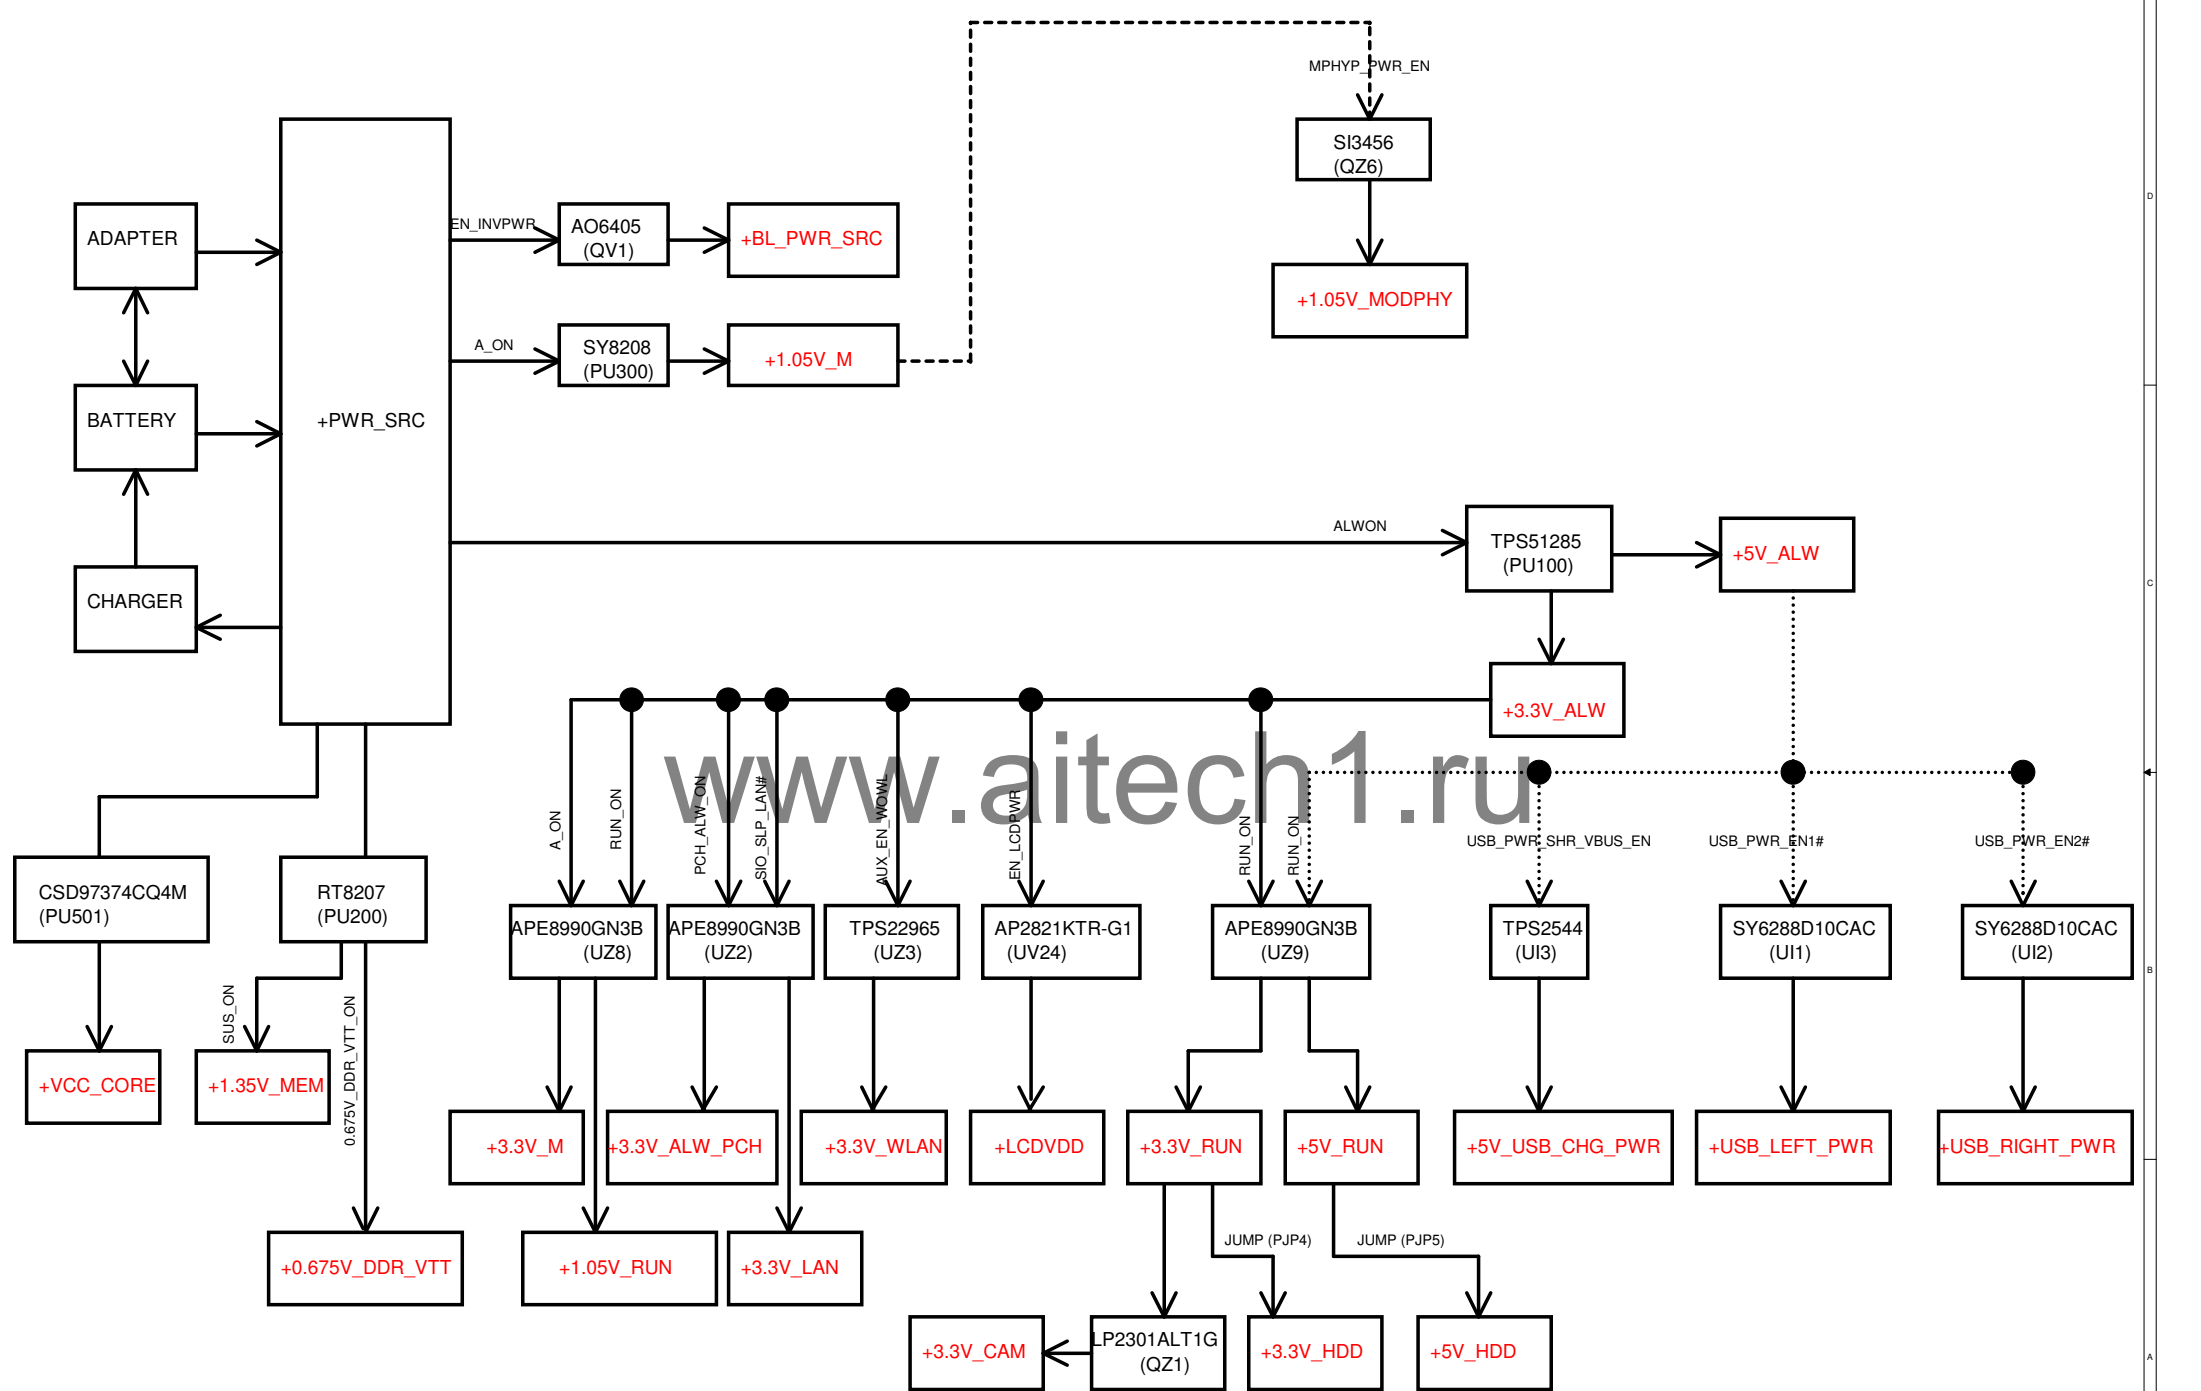 MPHYP_PWR_EN
SI3456
(QZ6)
+1.05V_MODPHY
D
ADAPTER
EN_INVPWR
AO6405
(QV1)
+BL_PWR_SRC
A_ON
SY8208
(PU300)
+1.05V_M
BATTERY
+PWR_SRC
ALWON
TPS51285
(PU100)
+5V_ALW
CHARGER
C
+3.3V_ALW
www.aitech1.ru
A_ON
RUN_ON
PCH_ALW_ON
SIO_SLP_LAN#
AUX_EN_WOWL
EN_LCDPWR
RUN_ON
RUN_ON
USB_PWR_SHR_VBUS_EN
USB_PWR_EN1#
USB_PWR_EN2#
CSD97374CQ4M
(PU501)
RT8207
(PU200)
APE8990GN3B
(UZ8)
APE8990GN3B
(UZ2)
TPS22965
(UZ3)
AP2821KTR-G1
(UV24)
APE8990GN3B
(UZ9)
TPS2544
(UI3)
SY6288D10CAC
(UI1)
SY6288D10CAC
(UI2)
B
SUS_ON
0.675V_DDR_VTT_ON
+VCC_CORE
+1.35V_MEM
+3.3V_M
+3.3V_ALW_PCH
+3.3V_WLAN
+LCDVDD
+3.3V_RUN
+5V_RUN
+5V_USB_CHG_PWR
+USB_LEFT_PWR
+USB_RIGHT_PWR
+0.675V_DDR_VTT
+1.05V_RUN
+3.3V_LAN
JUMP (PJP4)
JUMP (PJP5)
+3.3V_CAM
LP2301ALT1G
(QZ1)
+3.3V_HDD
+5V_HDD
A